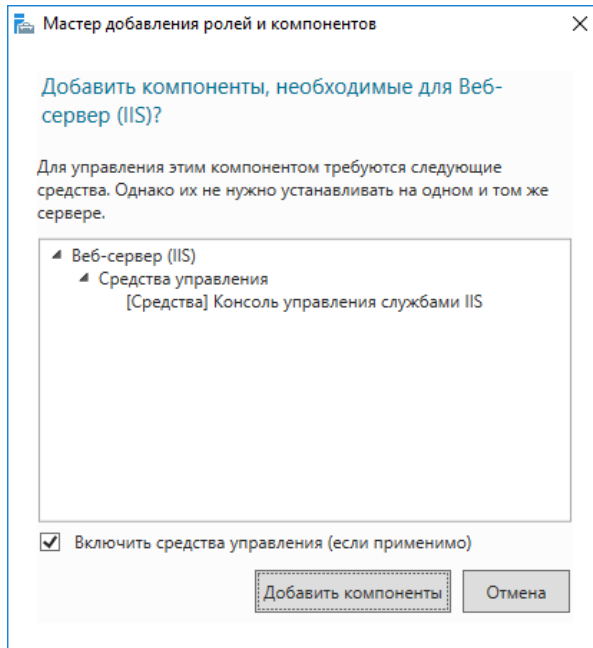 Мастер добавления ролей и компонентов
Добавить компоненты, необходимые для Веб-
сервер (IIS)?
Для управления этим компонентом требуются следующие
средства. Однако их не нужно устанавливать на одном и том же
сервере.
Веб-сервер (IIS)
Средства управления
[Средства] Консоль управления службами IIS
Включить средства управления (если применимо)
Добавить компоненты
Отмена